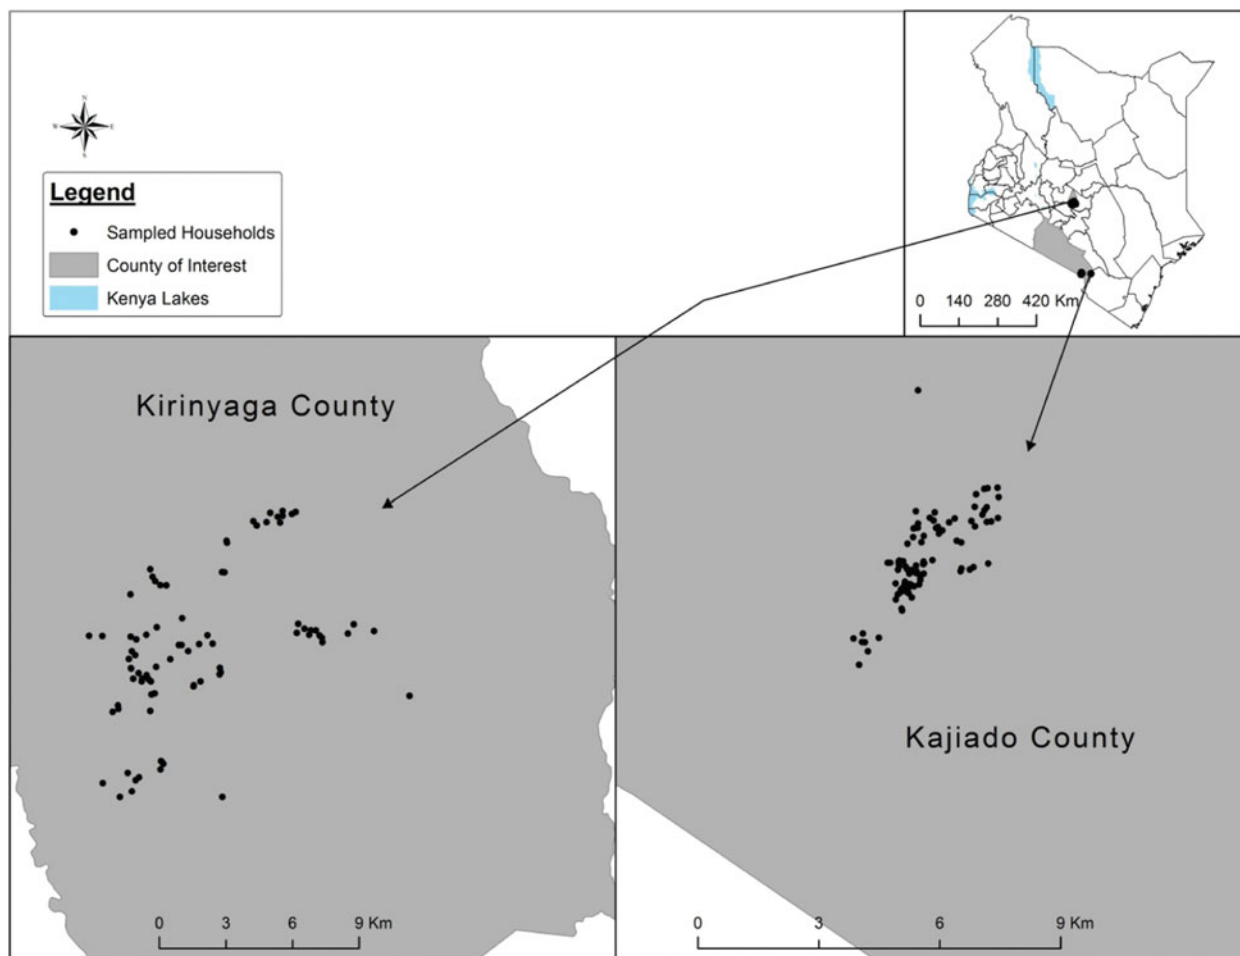 N
W E
S
Legend
Sampled Households
County of Interest
Kenya Lakes
0 140 280 420 Km
Kirinyaga County
Kajiado County
0 3 6 9 Km
0 3 6 9 Km